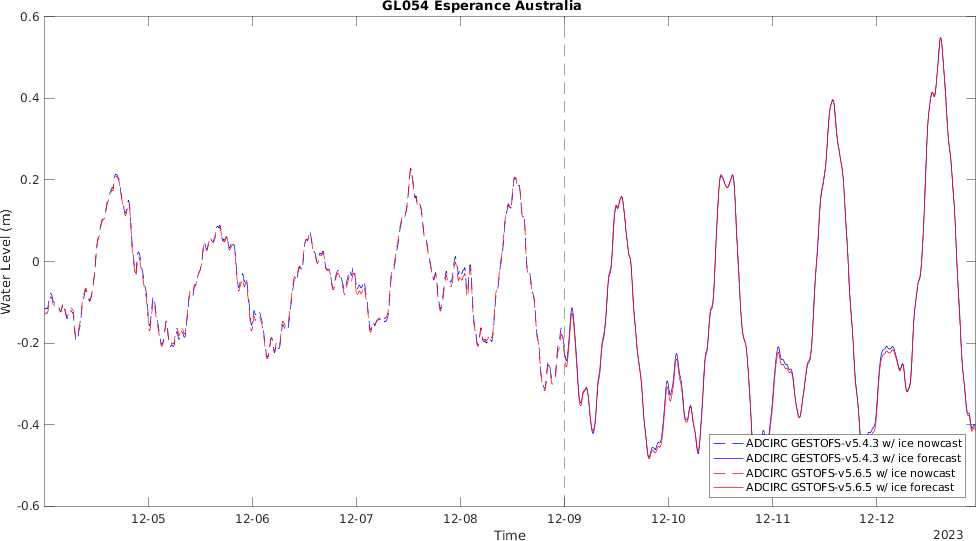 GL054 Esperance Australia
0.6
0.4
0.2
0
-0.2
-0.4
-0.6
Water Level (m)
12-05
12-06
12-07
12-08
12-09
12-10
12-11
12-12
Time
2023
ADCIRC GESTOFS-v5.4.3 w/ ice nowcast
ADCIRC GESTOFS-v5.4.3 w/ ice forecast
ADCIRC GSTOFS-v5.6.5 w/ ice nowcast
ADCIRC GSTOFS-v5.6.5 w/ ice forecast